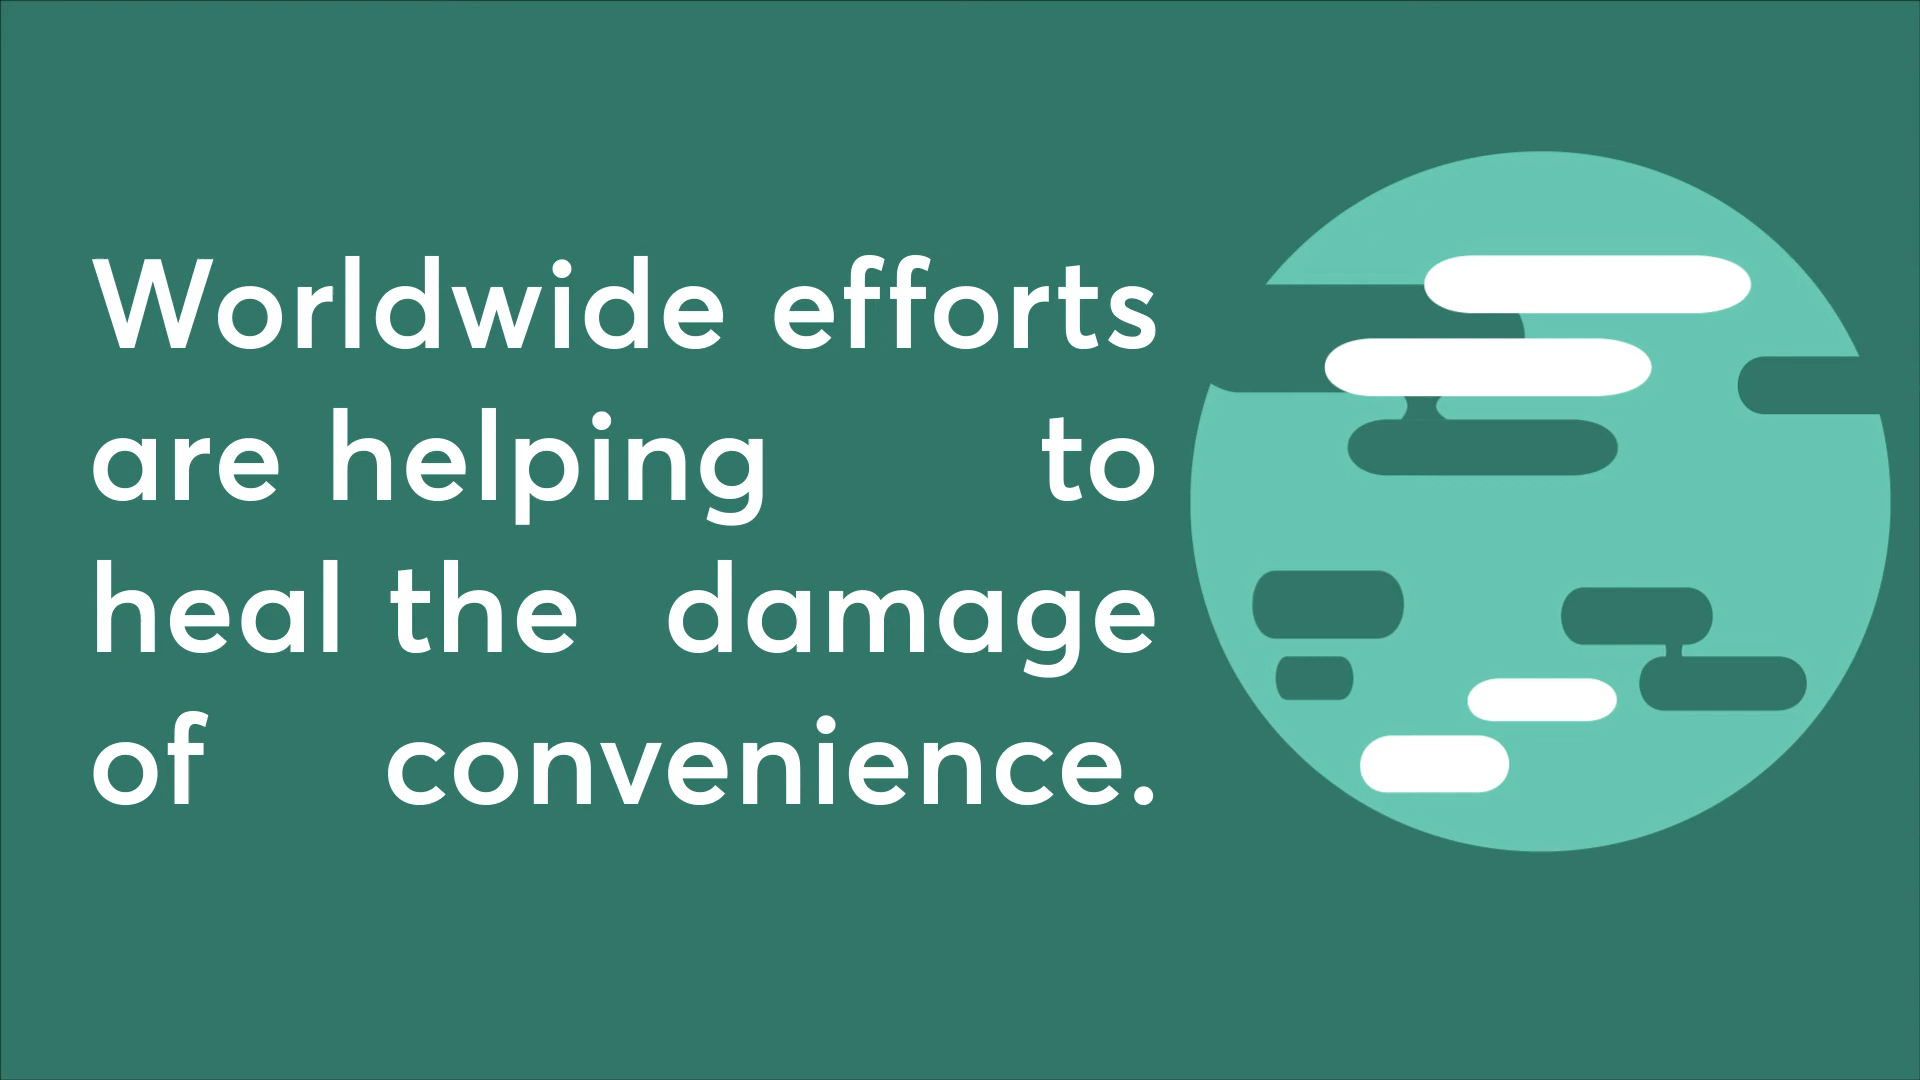 Worldwide efforts
are helping to
heal the damage
of convenience.